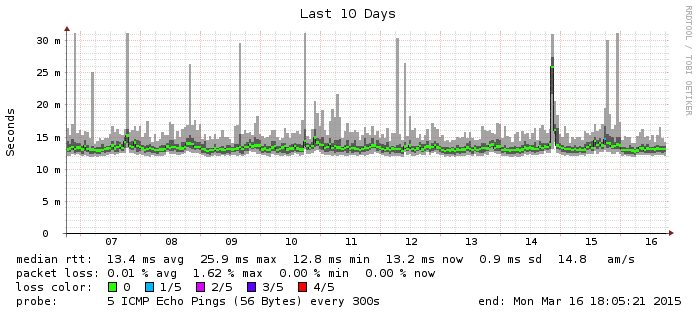 Last 10 Days
RRDTOOL / TOBI OETIKER
Seconds
30 m
25 m
20 m
15 m
10 m
5 m
0
07 08 09 10 11 12 13 14 15 16
median rtt: 13.4 ms avg 25.9 ms max 12.8 ms min 13.2 ms now 0.9 ms sd 14.8 am/s
packet loss: 0.01 % avg 1.62 % max 0.00 % min 0.00 % now
loss color: 0 1/5 2/5 3/5 4/5
probe: 5 ICMP Echo Pings (56 Bytes) every 300s end: Mon Mar 16 18:05:21 2015